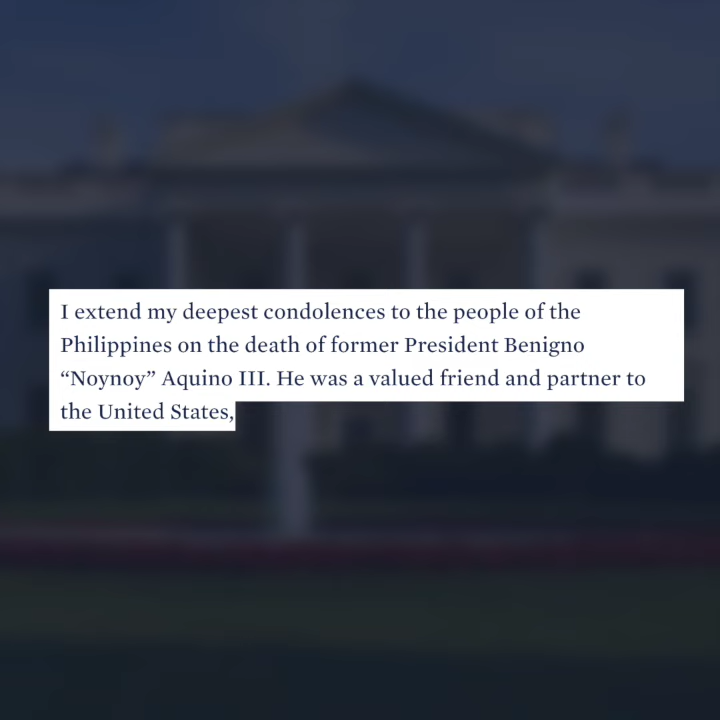 I extend my deepest condolences to the people of the
Philippines on the death of former President Benigno
“Noynoy” Aquino III. He was a valued friend and partner to
the United States,